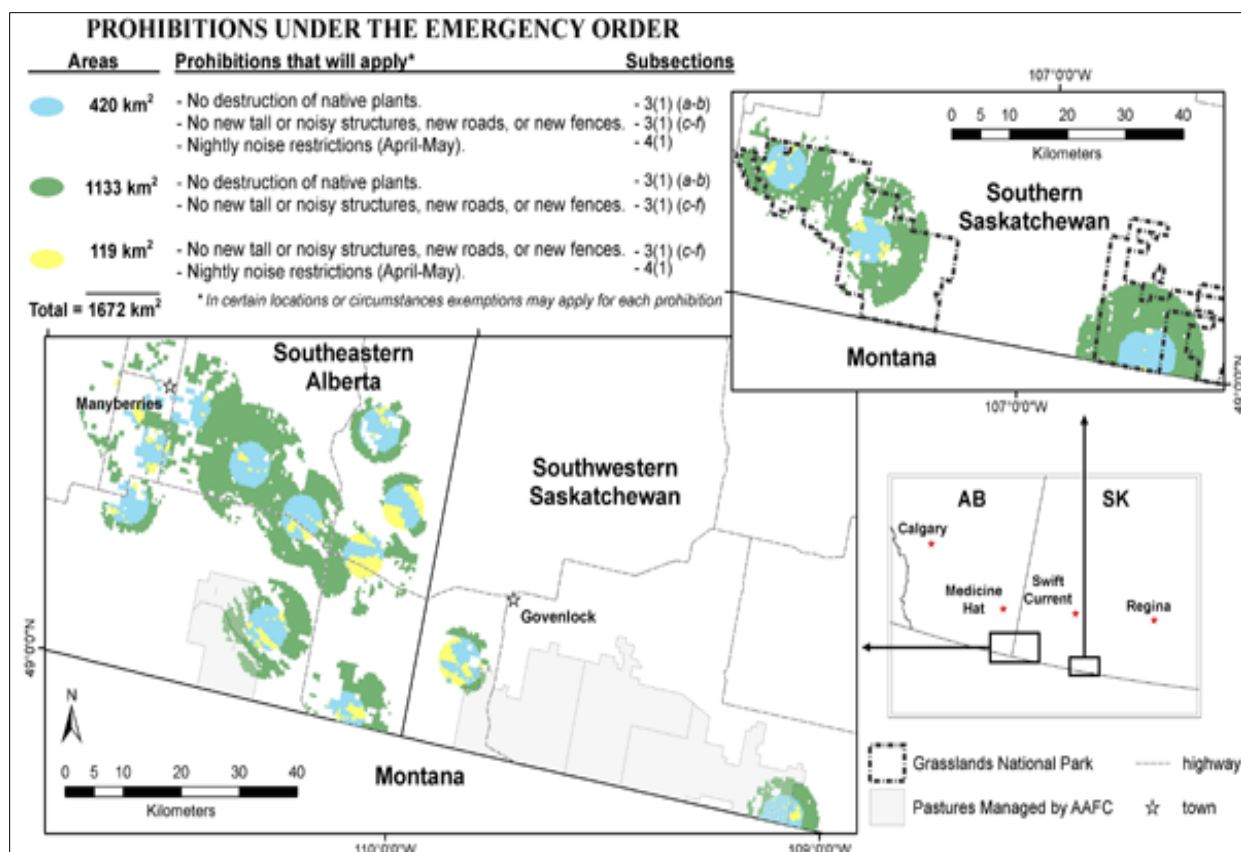 PROHIBITIONS UNDER THE EMERGENCY ORDER
Areas Prohibitions that will apply* Subsections
420 km² - No destruction of native plants. - 3(1) (a-b)
- No new tall or noisy structures, new roads, or new fences. - 3(1) (c-f)
- Nightly noise restrictions (April-May). - 4(1)
1133 km² - No destruction of native plants. - 3(1) (a-b)
- No new tall or noisy structures, new roads, or new fences. - 3(1) (c-f)
119 km² - No new tall or noisy structures, new roads, or new fences. - 3(1) (c-f)
- Nightly noise restrictions (April-May). - 4(1)
Total = 1672 km²
* In certain locations or circumstances exemptions may apply for each prohibition
107°0'0"W
0 5 10 20 30 40
Kilometers
Southern
Saskatchewan
Montana
49°0'0"N
107°0'0"W
Southeastern
Alberta
Manyberries
Southwestern
Saskatchewan
Govenlock
49°0'0"N
N
0 5 10 20 30 40
Kilometers
Montana
110°0'0"W
109°0'0"W
AB SK
Calgary
Medicine
Hat
Swift
Current
Regina
Grasslands National Park
highway
Pastures Managed by AAFC
town